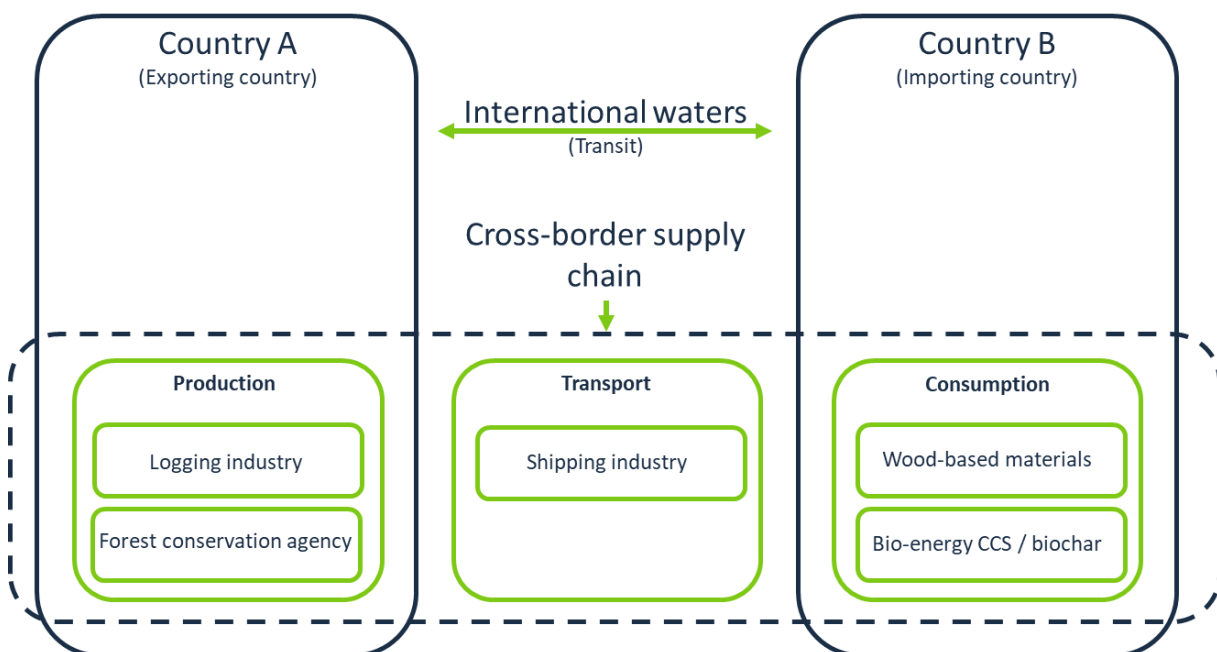 Country A
(Exporting country)
International waters
(Transit)
Country B
(Importing country)
Cross-border supply
chain
Production
Logging industry
Forest conservation agency
Transport
Shipping industry
Consumption
Wood-based materials
Bio-energy CCS / biochar